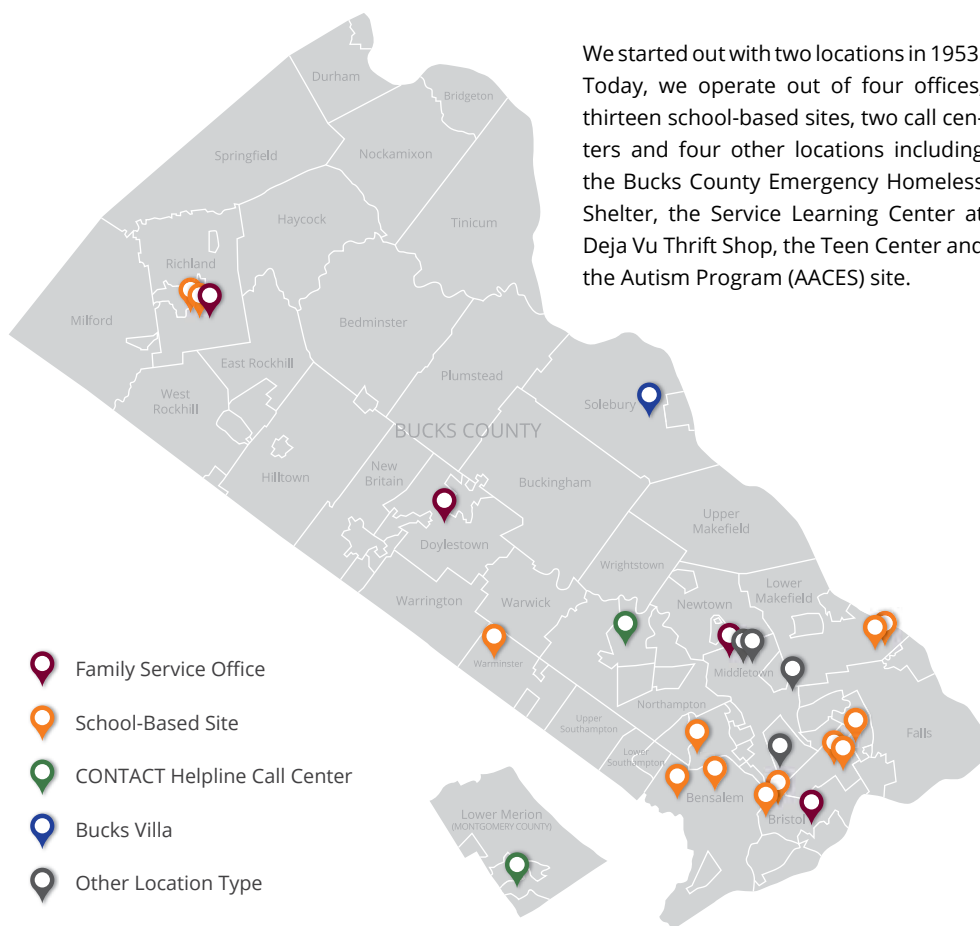 We started out with two locations in 1953
Today, we operate out of four offices,
thirteen school-based sites, two call cen-
ters and four other locations including
the Bucks County Emergency Homeless
Shelter, the Service Learning Center at
Deja Vu Thrift Shop, the Teen Center and
the Autism Program (AACES) site.
Durham
Bridgeton
Springfield
Nockamixon
Haycock
Tinicum
Richland
Milford
Bedminster
East Rockhill
Plumstead
West
Rockhill
Solebury
BUCKS COUNTY
Hilltown
New
Britain
Buckingham
Upper
Makefield
Doylestown
Wrightstown
Lower
Makefield
Warrington
Warwick
Newtown
Warminster
Middletown
Northampton
Upper
Southampton
Falls
Lower
Southampton
Bensalem
Bristol
Lower Merion
(MONTGOMERY COUNTY)
Family Service Office
School-Based Site
CONTACT Helpline Call Center
Bucks Villa
Other Location Type